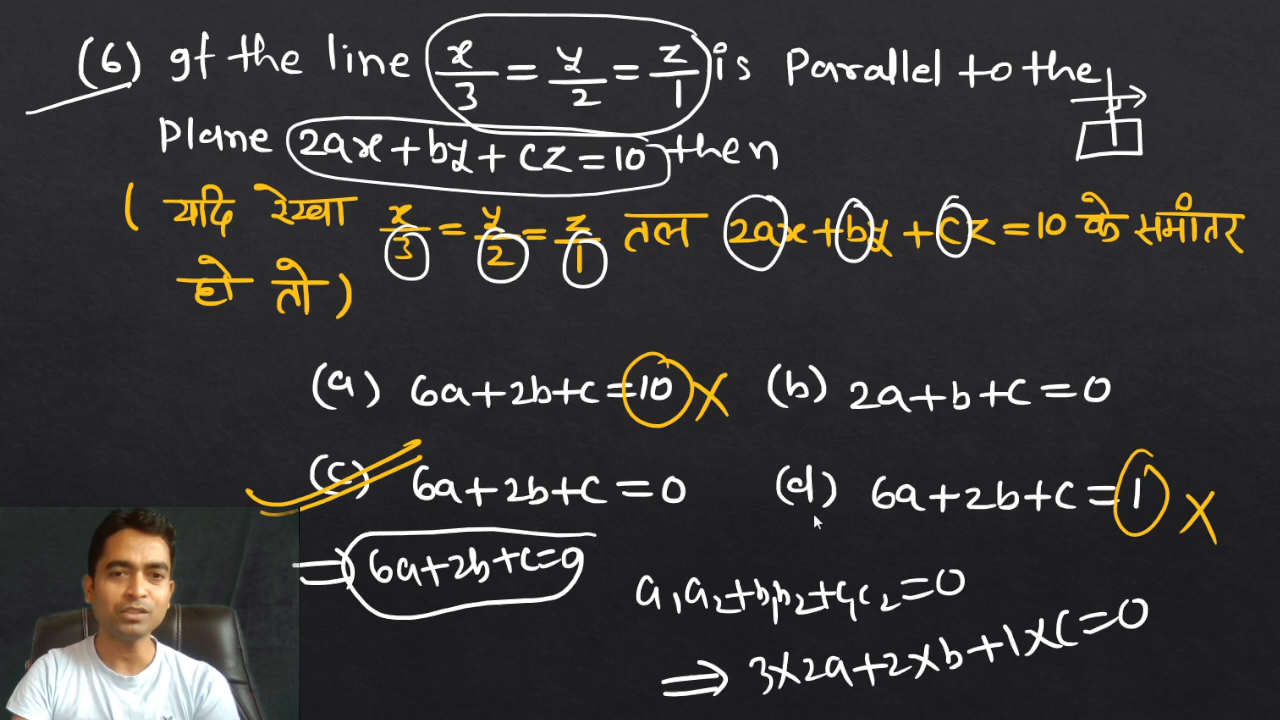 (6) If the line x/3 = y/2 = z/1 is Parallel to the
Plane 2ax+by+cz=10 then
( यदि रेखा x/3 = y/2 = z/1 तल 2ax+by+cz=10 के समांतर
हो तो )
(a) 6a+2b+c=10 X (b) 2a+b+c=0
(c) 6a+2b+c=0 (d) 6a+2b+c=1 X
⇒ 6a+2b+c=0
a₁a₂+b₁b₂+c₁c₂=0
⇒ 3×2a+2×b+1×c=0